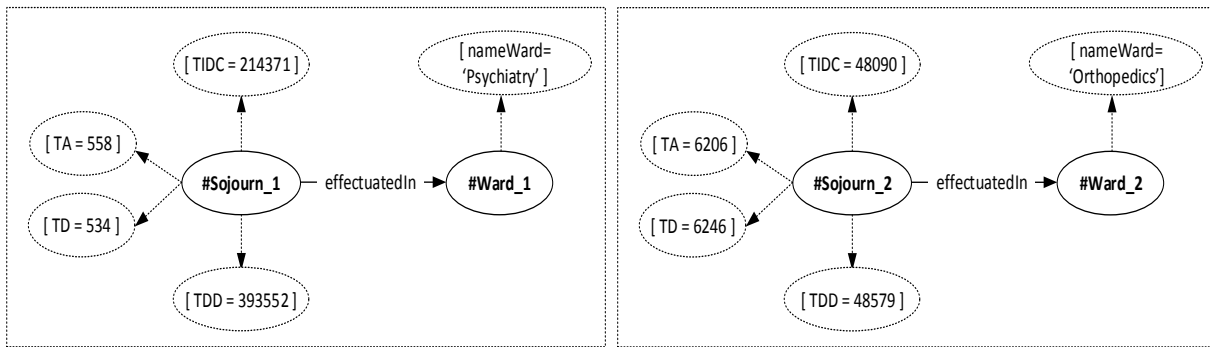 [ TIDC = 214371 ]
[ nameWard=
‘Psychiatry’ ]
[ TA = 558 ]
#Sojourn_1
effectuatedIn
#Ward_1
[ TD = 534 ]
[ TDD = 393552 ]
[ TIDC = 48090 ]
[ nameWard=
‘Orthopedics’]
[ TA = 6206 ]
#Sojourn_2
effectuatedIn
#Ward_2
[ TD = 6246 ]
[ TDD = 48579 ]